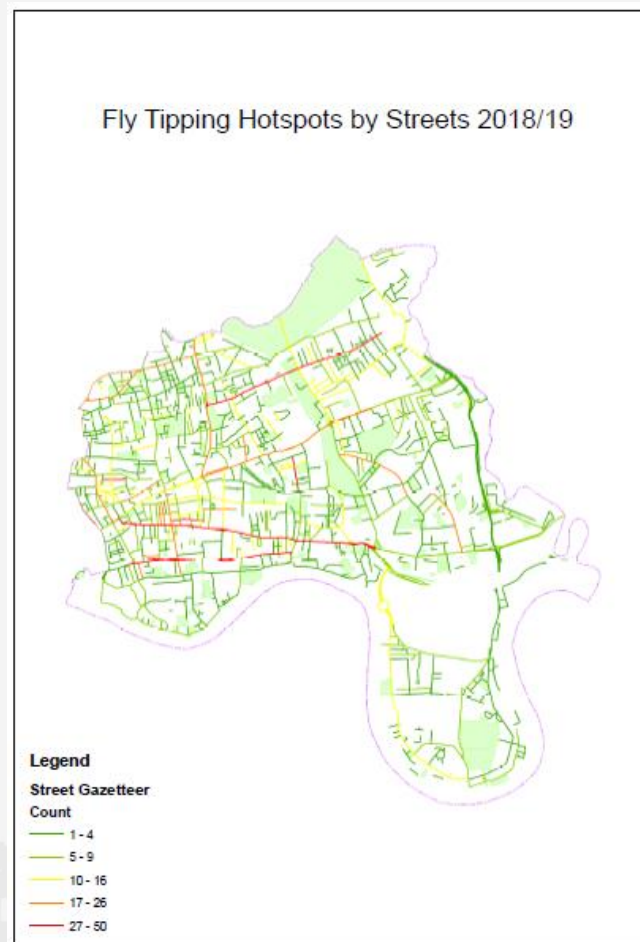 Fly Tipping Hotspots by Streets 2018/19
Legend
Street Gazetteer
Count
1 - 4
5 - 9
10 - 16
17 - 26
27 - 50